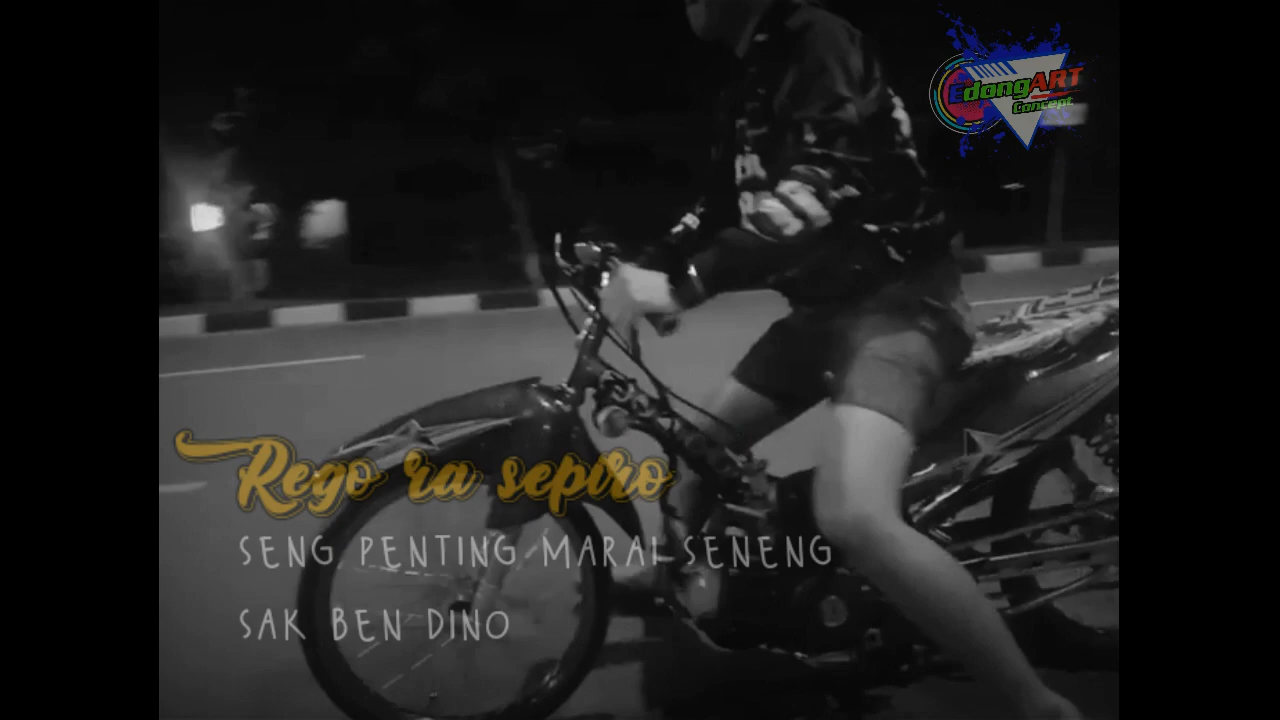 EdongART
Concept
Rego ra sepiro
SENG PENTING MARAI SENENG
SAK BEN DINO